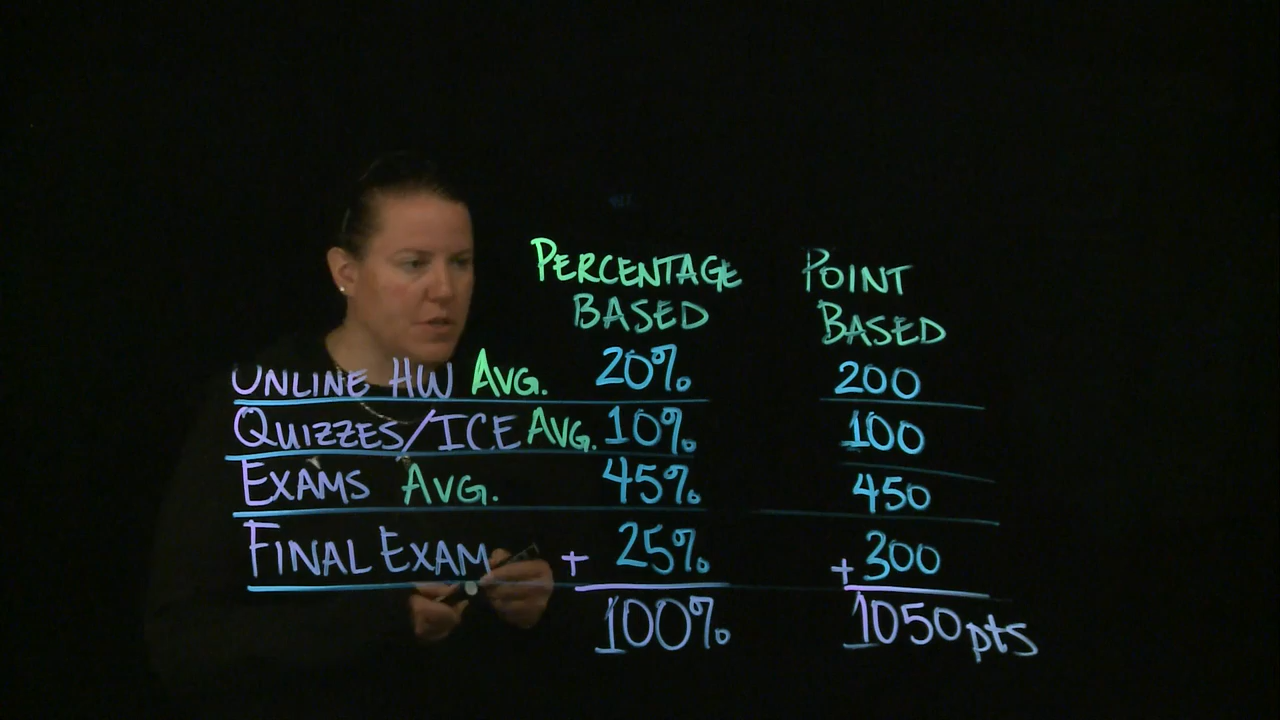 PERCENTAGE BASED
POINT BASED
ONLINE HW AVG. 20% 200
QUIZZES/ICE AVG. 10% 100
EXAMS AVG. 45% 450
FINAL EXAM + 25% + 300
100% 1050 pts